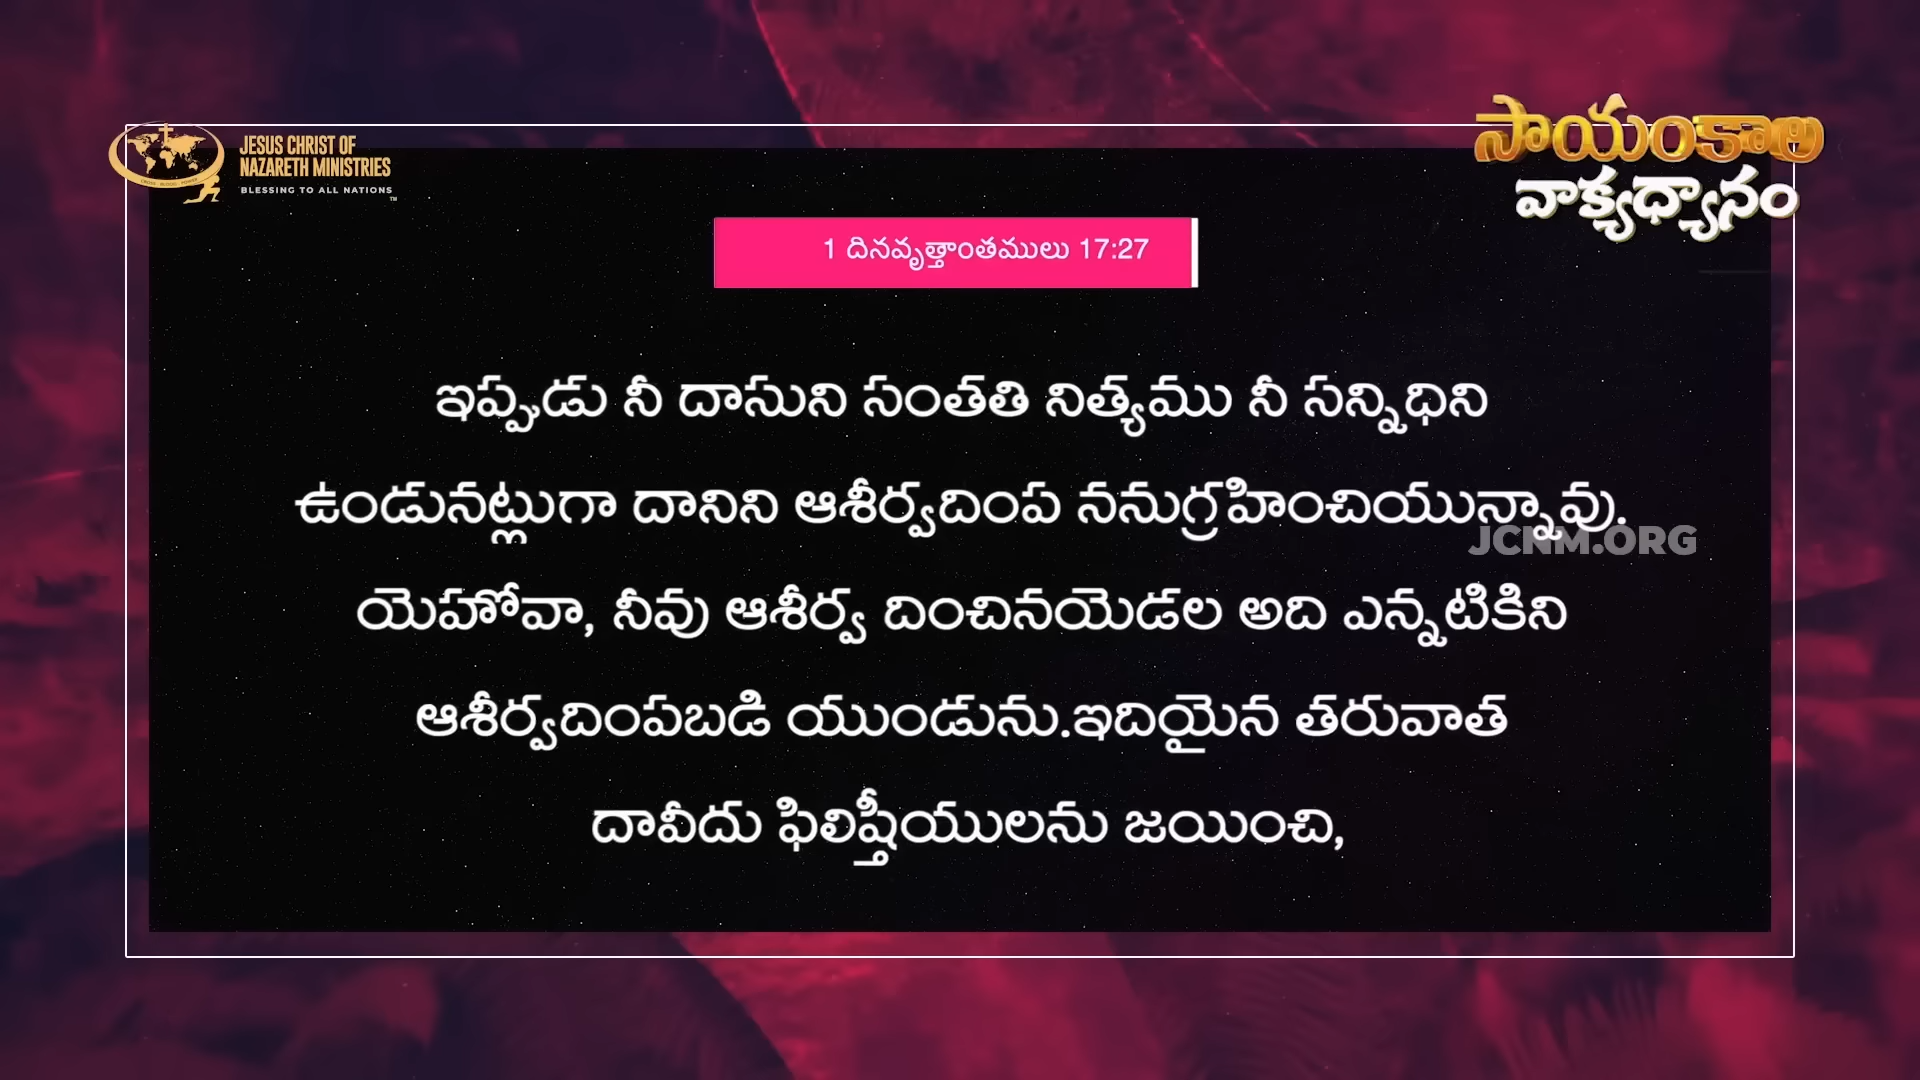 JESUS CHRIST OF
NAZARETH MINISTRIES
BLESSING TO ALL NATIONS
TM
సాయంకాల
వాక్యధ్యానం
1 దినవృత్తాంతములు 17:27
ఇప్పుడు నీ దాసుని సంతతి నిత్యము నీ సన్నిధిని
ఉండునట్లుగా దానిని ఆశీర్వదింప ననుగ్రహించియున్నావు.
JCNM.ORG
యెహోవా, నీవు ఆశీర్వ దించినయెడల అది ఎన్నటికిని
ఆశీర్వదింపబడి యుండును.ఇదియైన తరువాత
దావీదు ఫిలిష్తీయులను జయించి,